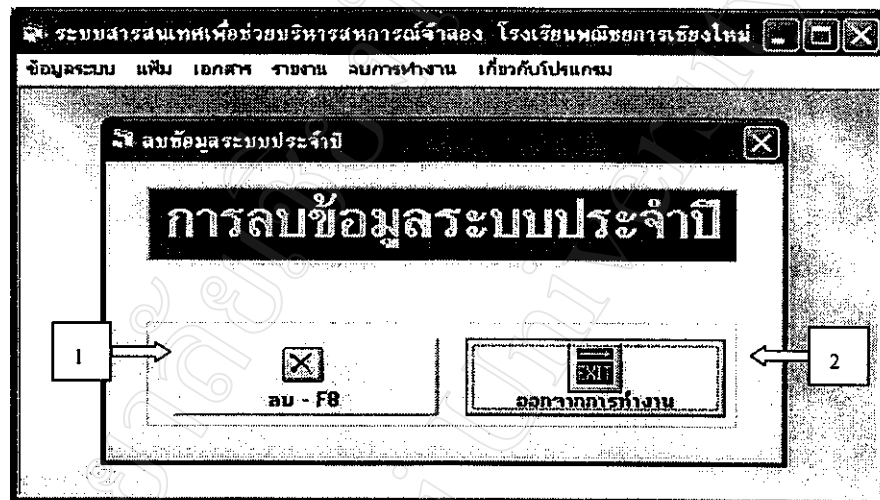 ระบบสารสนเทศเพื่อช่วยบริหารสหการณ์จำลอง โรงเรียนพณิชยการเชียงใหม่
ข้อมูลระบบ แฟ้ม เอกสาร รายงาน จบการทำงาน เกี่ยวกับโปรแกรม
ลบข้อมูลระบบประจำปี
การลบข้อมูลระบบประจำปี
1
2
EXIT
ลบ - F8
ออกจากการทำงาน